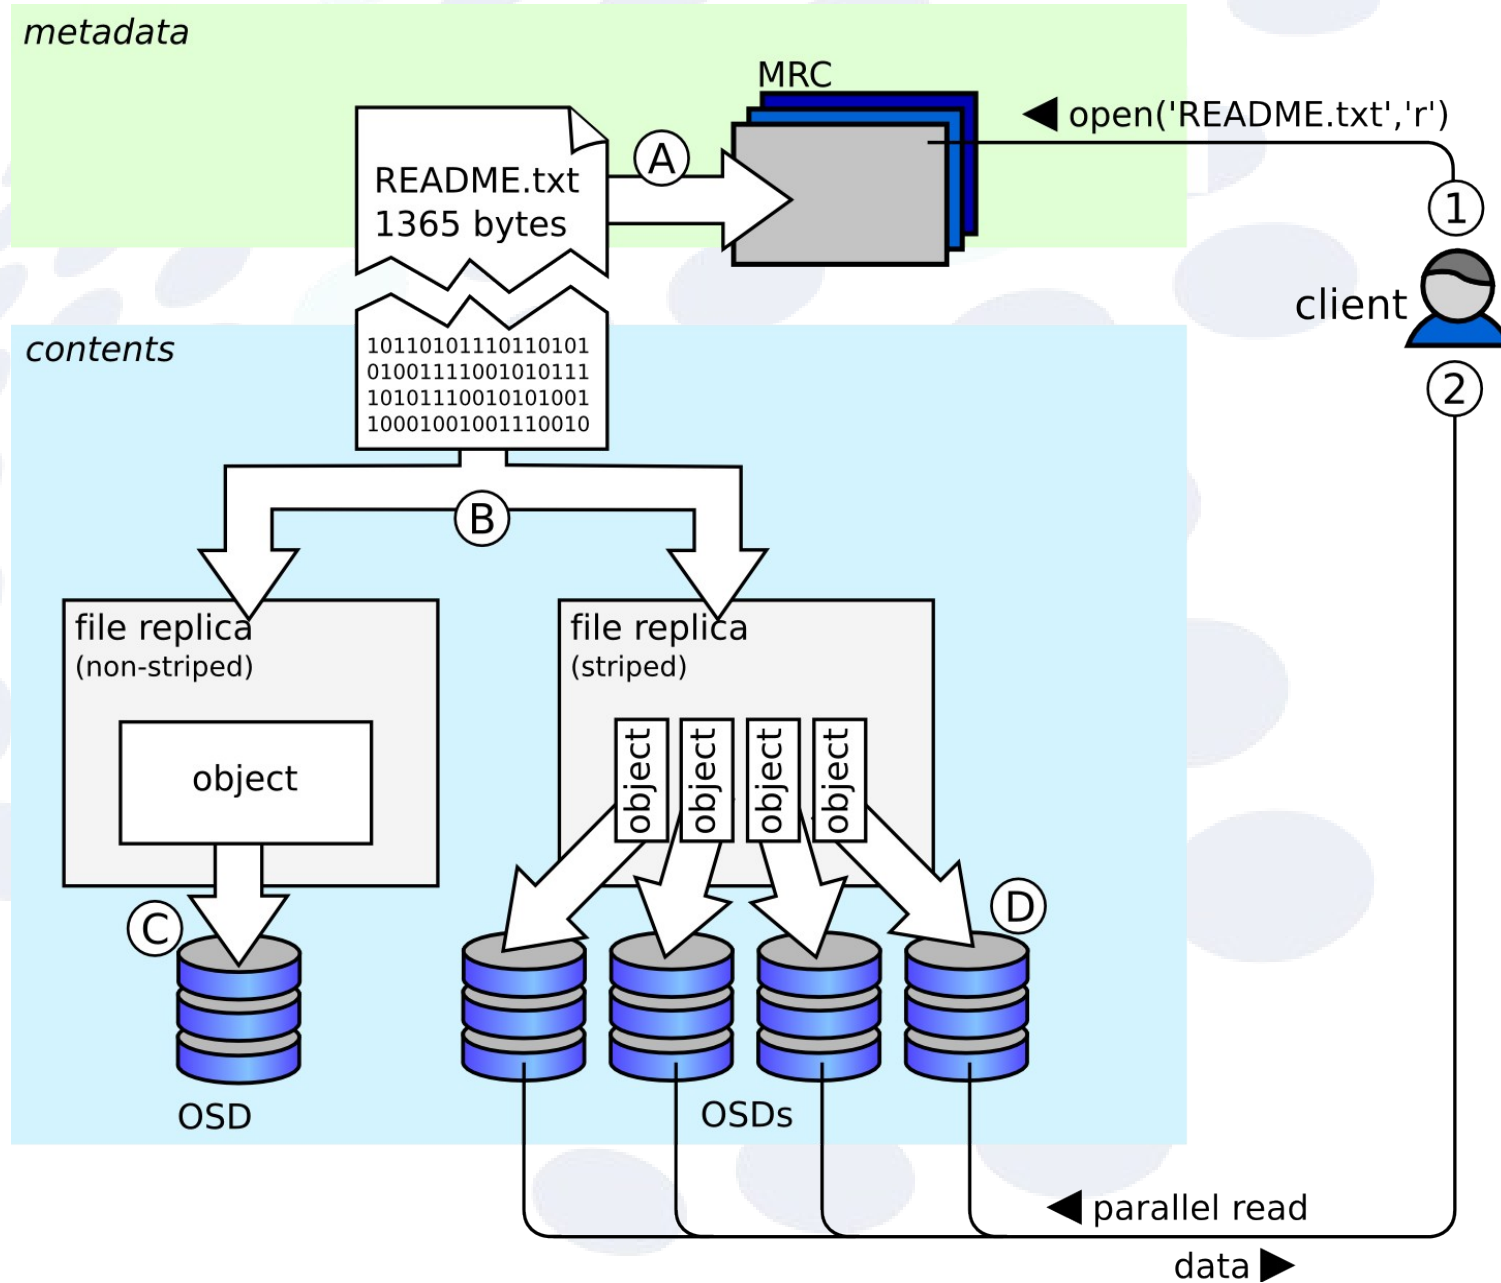 metadata
MRC
open('README.txt','r')
A
README.txt
1365 bytes
1
client
contents
10110101110110101
01001111001010111
10101110010101001
10001001001110010
2
B
file replica
(non-striped)
object
file replica
(striped)
object
object
object
object
C
D
OSD
OSDs
parallel read
data